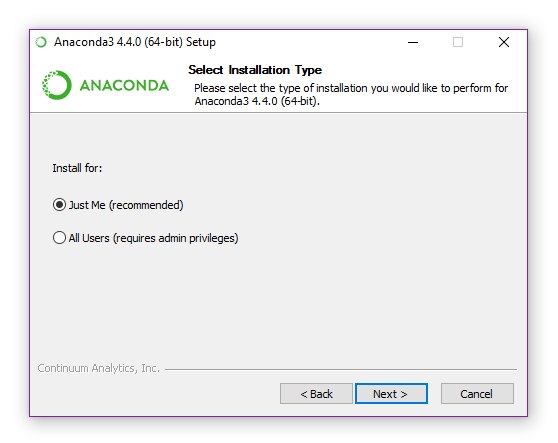 Anaconda3 4.4.0 (64-bit) Setup
ANACONDA
Select Installation Type
Please select the type of installation you would like to perform for
Anaconda3 4.4.0 (64-bit).
Install for:
Just Me (recommended)
All Users (requires admin privileges)
Continuum Analytics, Inc.
< Back
Next >
Cancel